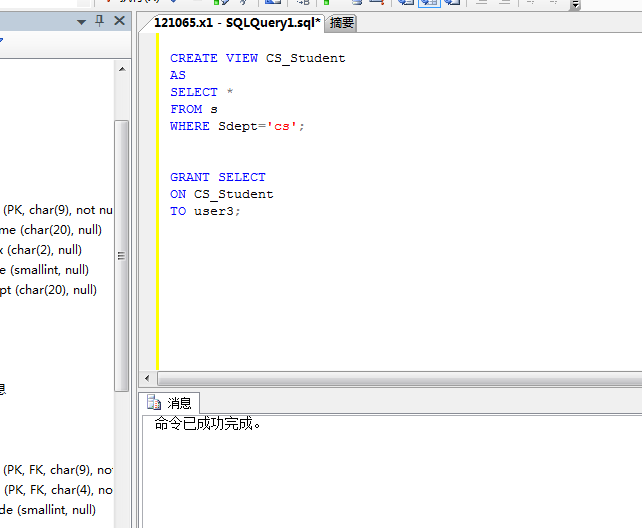 121065.x1 - SQLQuery1.sql*
摘要
CREATE VIEW CS_Student
AS
SELECT *
FROM s
WHERE Sdept='cs';
GRANT SELECT
ON CS_Student
TO user3;
(PK, char(9), not nu
me (char(20), null)
x (char(2), null)
e (smallint, null)
pt (char(20), null)
息
(PK, FK, char(9), not
(PK, FK, char(4), no
de (smallint, null)
消息
命令已成功完成。